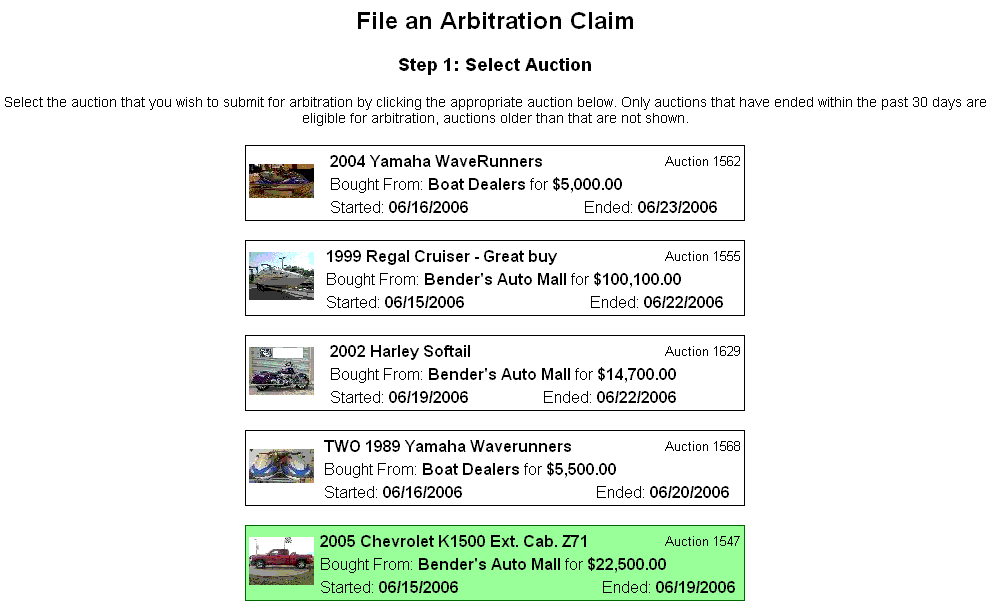 File an Arbitration Claim
Step 1: Select Auction
Select the auction that you wish to submit for arbitration by clicking the appropriate auction below. Only auctions that have ended within the past 30 days are
eligible for arbitration, auctions older than that are not shown.
2004 Yamaha WaveRunners Auction 1562
Bought From: Boat Dealers for $5,000.00
Started: 06/16/2006 Ended: 06/23/2006
1999 Regal Cruiser - Great buy Auction 1555
Bought From: Bender's Auto Mall for $100,100.00
Started: 06/15/2006 Ended: 06/22/2006
2002 Harley Softail Auction 1629
Bought From: Bender's Auto Mall for $14,700.00
Started: 06/19/2006 Ended: 06/22/2006
TWO 1989 Yamaha Waverunners Auction 1568
Bought From: Boat Dealers for $5,500.00
Started: 06/16/2006 Ended: 06/20/2006
2005 Chevrolet K1500 Ext. Cab. Z71 Auction 1547
Bought From: Bender's Auto Mall for $22,500.00
Started: 06/15/2006 Ended: 06/19/2006